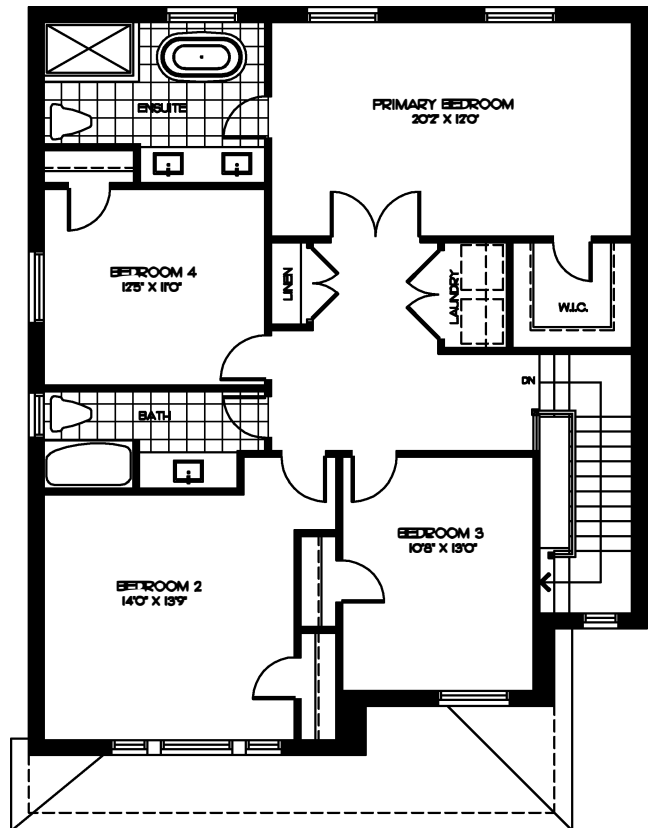 ENSUITE
PRIMARY BEDROOM
20'2" X 12'0"
BEDROOM 4
12'5" X 11'0"
LINEN
LAUNDRY
W.I.C.
DN
BATH
BEDROOM 3
10'8" X 13'0"
BEDROOM 2
14'0" X 13'9"